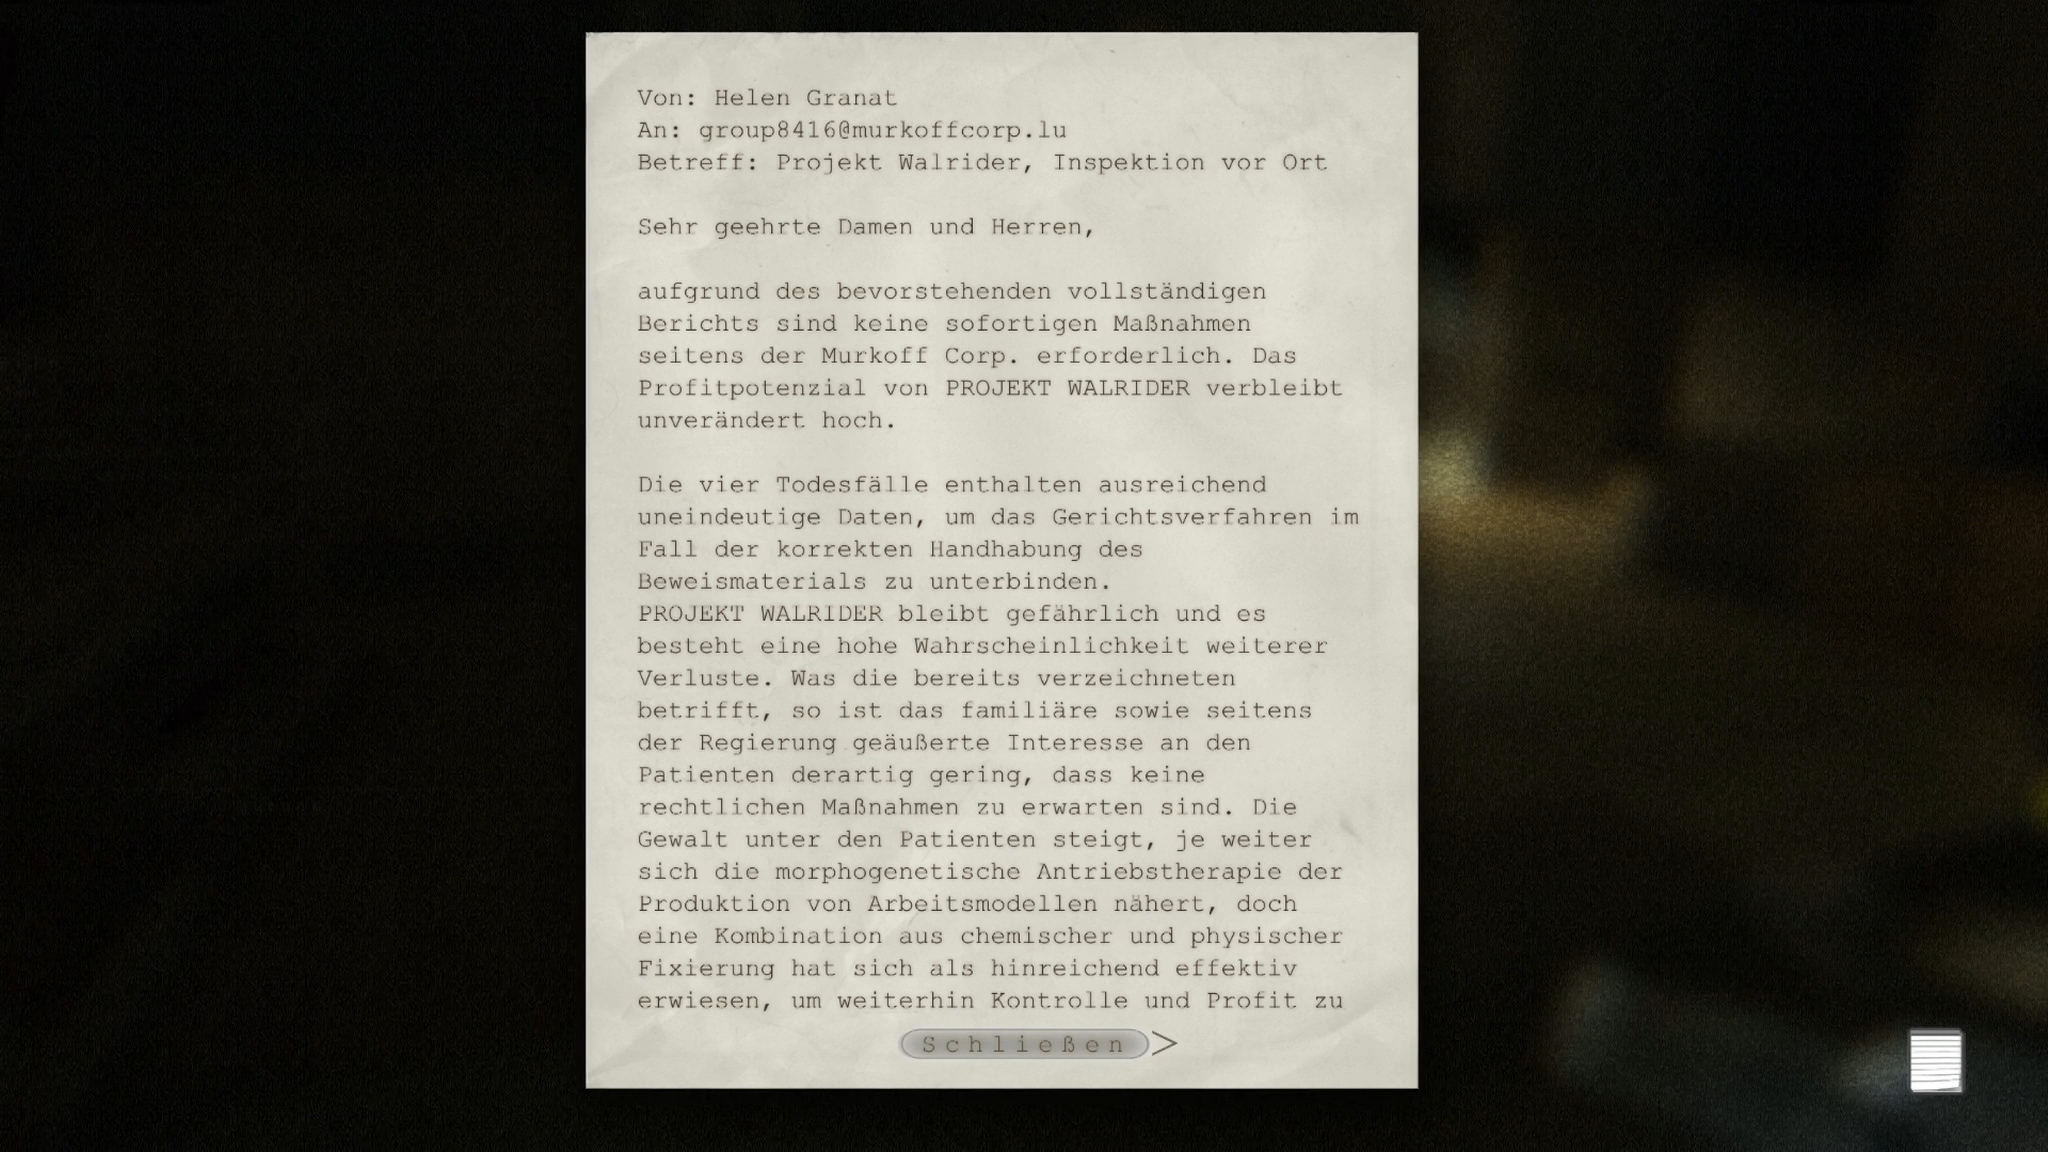 Von: Helen Granat
An: group8416@murkoffcorp.lu
Betreff: Projekt Walrider, Inspektion vor Ort
Sehr geehrte Damen und Herren,
aufgrund des bevorstehenden vollständigen
Berichts sind keine sofortigen Maßnahmen
seitens der Murkoff Corp. erforderlich. Das
Profitpotenzial von PROJEKT WALRIDER verbleibt
unverändert hoch.
Die vier Todesfälle enthalten ausreichend
uneindeutige Daten, um das Gerichtsverfahren im
Fall der korrekten Handhabung des
Beweismaterials zu unterbinden.
PROJEKT WALRIDER bleibt gefährlich und es
besteht eine hohe Wahrscheinlichkeit weiterer
Verluste. Was die bereits verzeichneten
betrifft, so ist das familiäre sowie seitens
der Regierung geäußerte Interesse an den
Patienten derartig gering, dass keine
rechtlichen Maßnahmen zu erwarten sind. Die
Gewalt unter den Patienten steigt, je weiter
sich die morphogenetische Antriebstherapie der
Produktion von Arbeitsmodellen nähert, doch
eine Kombination aus chemischer und physischer
Fixierung hat sich als hinreichend effektiv
erwiesen, um weiterhin Kontrolle und Profit zu
Schließen >